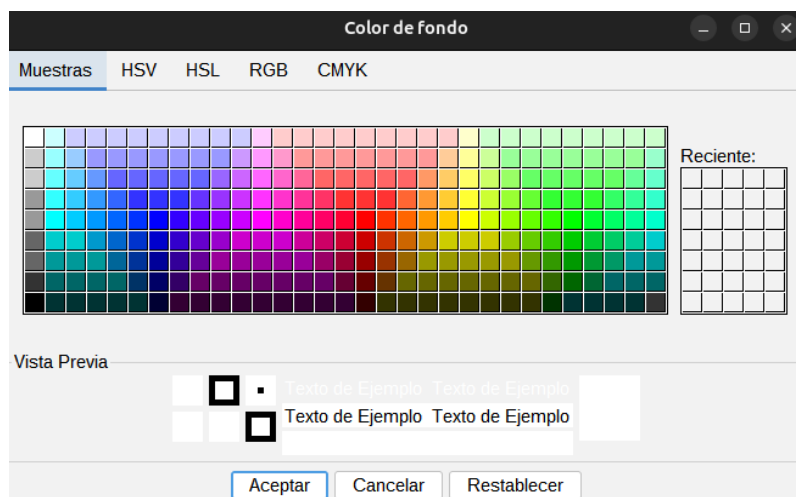 Color de fondo
Muestras HSV HSL RGB CMYK
Reciente:
Vista Previa
Texto de Ejemplo Texto de Ejemplo
Texto de Ejemplo Texto de Ejemplo
Aceptar Cancelar Restablecer